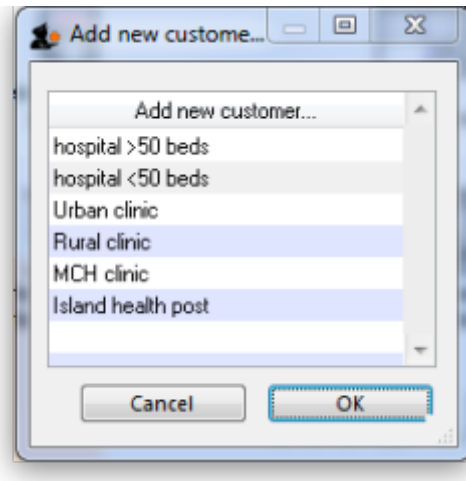 Add new custome...
Add new customer...
hospital >50 beds
hospital <50 beds
Urban clinic
Rural clinic
MCH clinic
Island health post
Cancel
OK